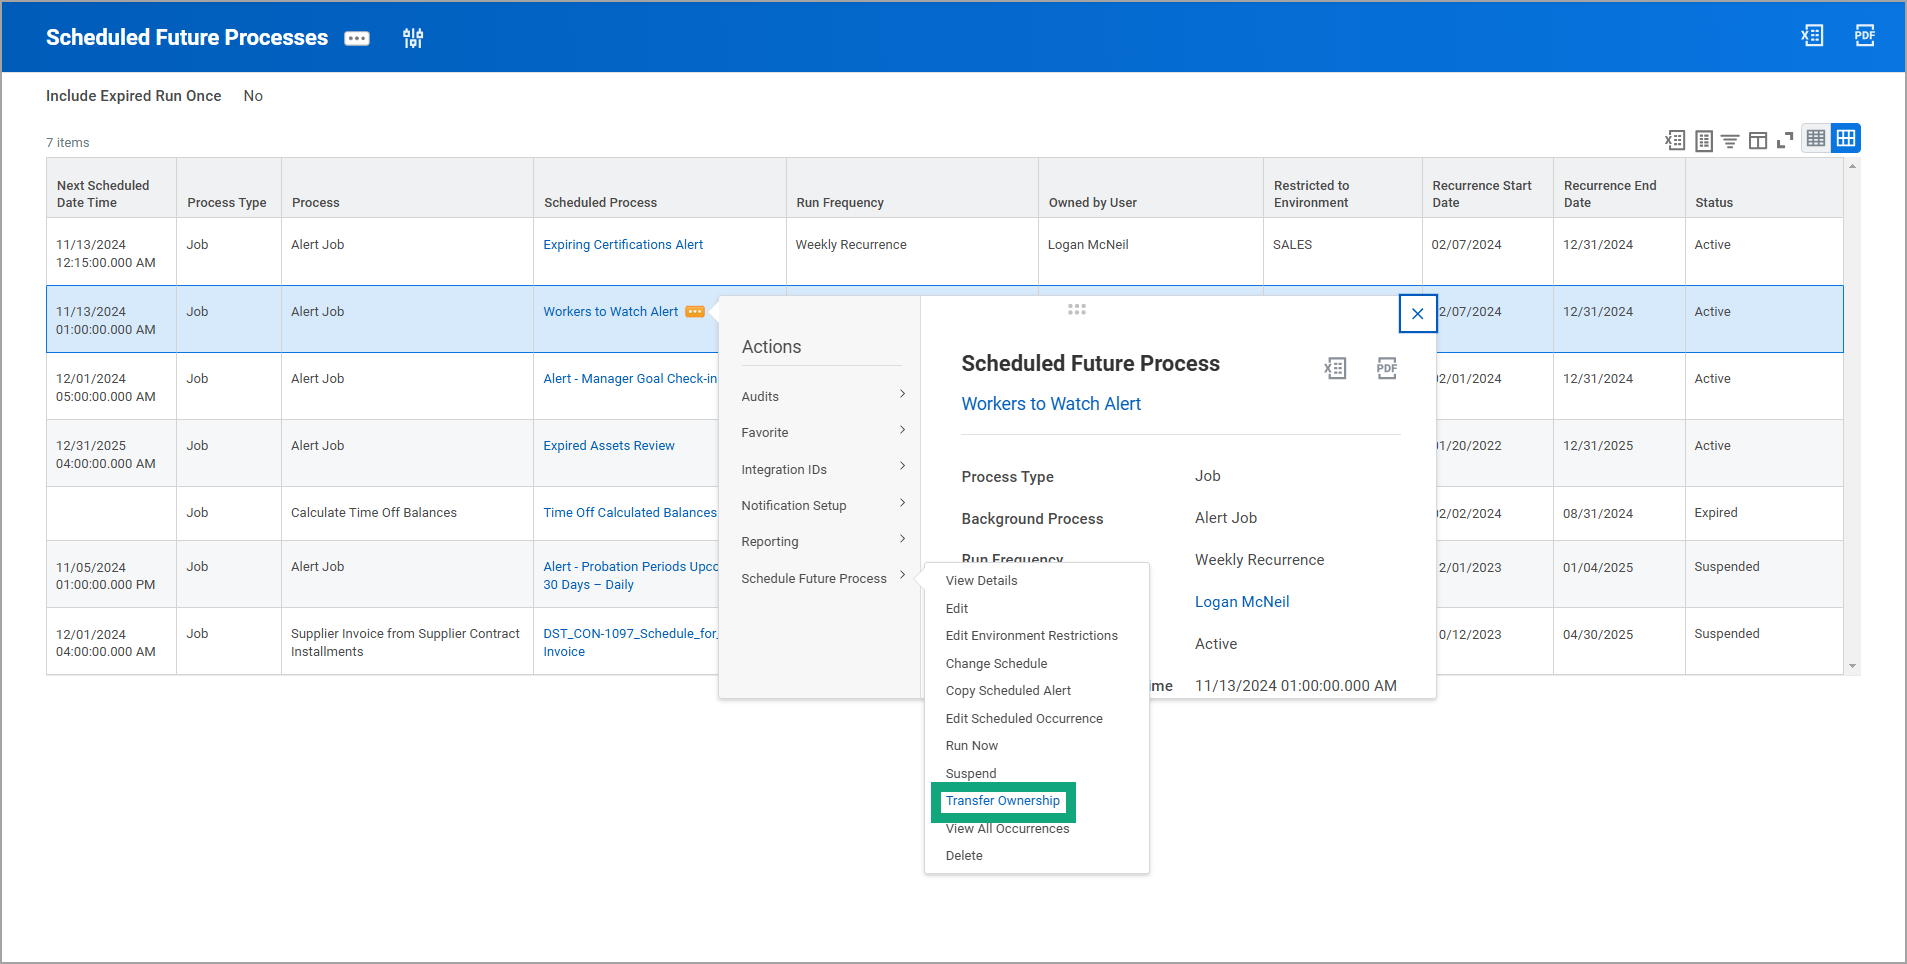 Scheduled Future Processes
PDF
Include Expired Run Once No
7 items
Next Scheduled Date Time Process Type Process Scheduled Process Run Frequency Owned by User Restricted to Environment Recurrence Start Date Recurrence End Date Status
11/13/2024 12:15:00.000 AM Job Alert Job Expiring Certifications Alert Weekly Recurrence Logan McNeil SALES 02/07/2024 12/31/2024 Active
11/13/2024 01:00:00.000 AM Job Alert Job Workers to Watch Alert 2/07/2024 12/31/2024 Active
12/01/2024 05:00:00.000 AM Job Alert Job Alert - Manager Goal Check-in 2/01/2024 12/31/2024 Active
12/31/2025 04:00:00.000 AM Job Alert Job Expired Assets Review 1/20/2022 12/31/2025 Active
Job Calculate Time Off Balances Time Off Calculated Balances 2/02/2024 08/31/2024 Expired
11/05/2024 01:00:00.000 PM Job Alert Job Alert - Probation Periods Upco 30 Days – Daily 2/01/2023 01/04/2025 Suspended
12/01/2024 04:00:00.000 AM Job Supplier Invoice from Supplier Contract Installments DST_CON-1097_Schedule_for_ Invoice 0/12/2023 04/30/2025 Suspended
Actions
Audits
Favorite
Integration IDs
Notification Setup
Reporting
Schedule Future Process
Scheduled Future Process
PDF
Workers to Watch Alert
Process Type Job
Background Process Alert Job
Run Frequency Weekly Recurrence
Logan McNeil
Active
ime 11/13/2024 01:00:00.000 AM
View Details
Edit
Edit Environment Restrictions
Change Schedule
Copy Scheduled Alert
Edit Scheduled Occurrence
Run Now
Suspend
Transfer Ownership
View All Occurrences
Delete